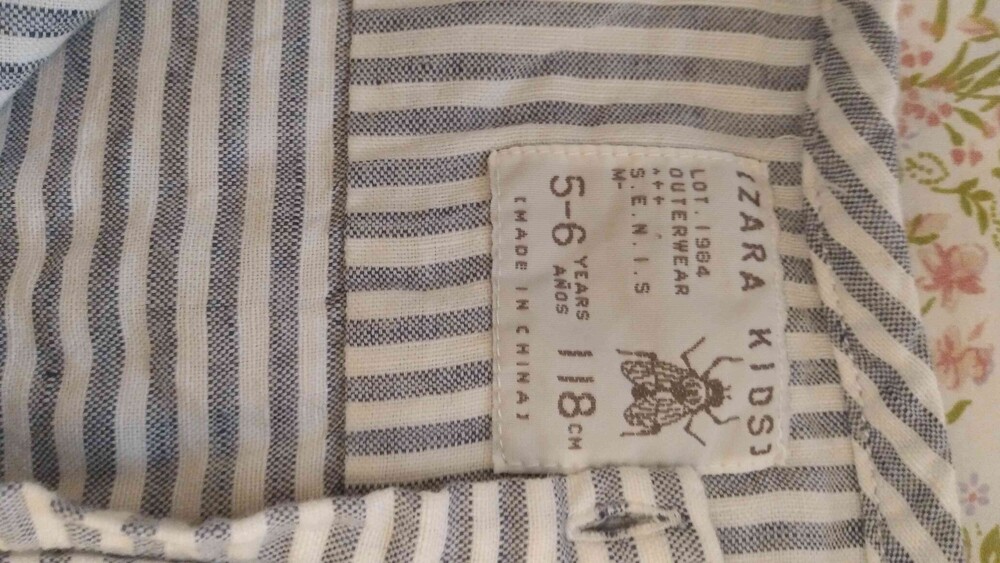 [ZARA KIDS]
LOT. 1984
OUTERWEAR
S.E.N.I.S
M-
5-6 YEARS AÑOS 118 CM
[MADE IN CHINA]